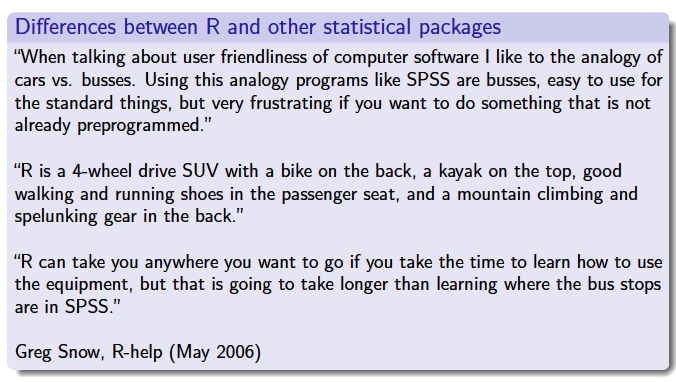 Differences between R and other statistical packages
“When talking about user friendliness of computer software I like to the analogy of
cars vs. busses. Using this analogy programs like SPSS are busses, easy to use for
the standard things, but very frustrating if you want to do something that is not
already preprogrammed.”
“R is a 4-wheel drive SUV with a bike on the back, a kayak on the top, good
walking and running shoes in the passenger seat, and a mountain climbing and
spelunking gear in the back.”
“R can take you anywhere you want to go if you take the time to learn how to use
the equipment, but that is going to take longer than learning where the bus stops
are in SPSS.”
Greg Snow, R-help (May 2006)